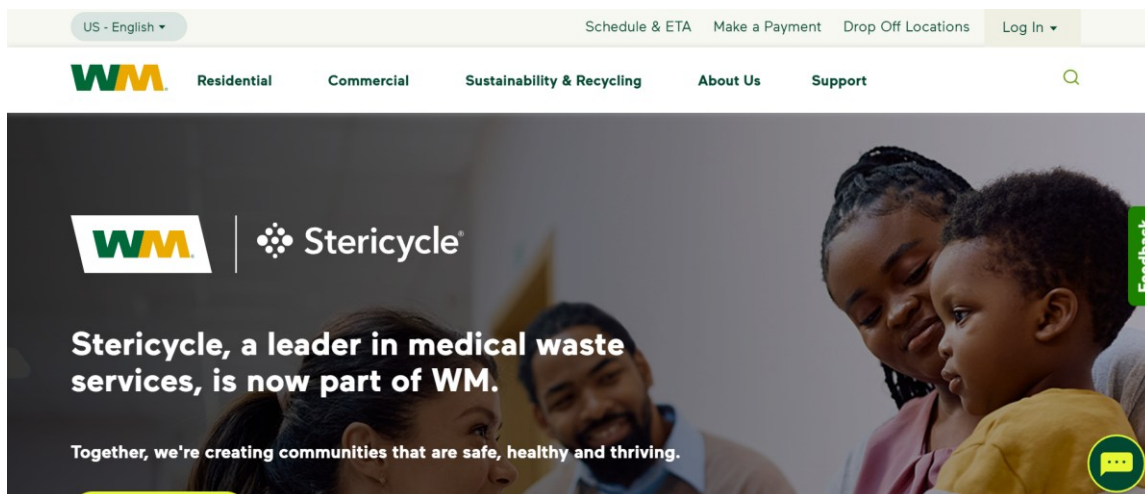 US - English
Schedule & ETA Make a Payment Drop Off Locations Log In
WM.
Residential Commercial Sustainability & Recycling About Us Support
WM. Stericycle®
Stericycle, a leader in medical waste
services, is now part of WM.
Together, we're creating communities that are safe, healthy and thriving.
Feedback